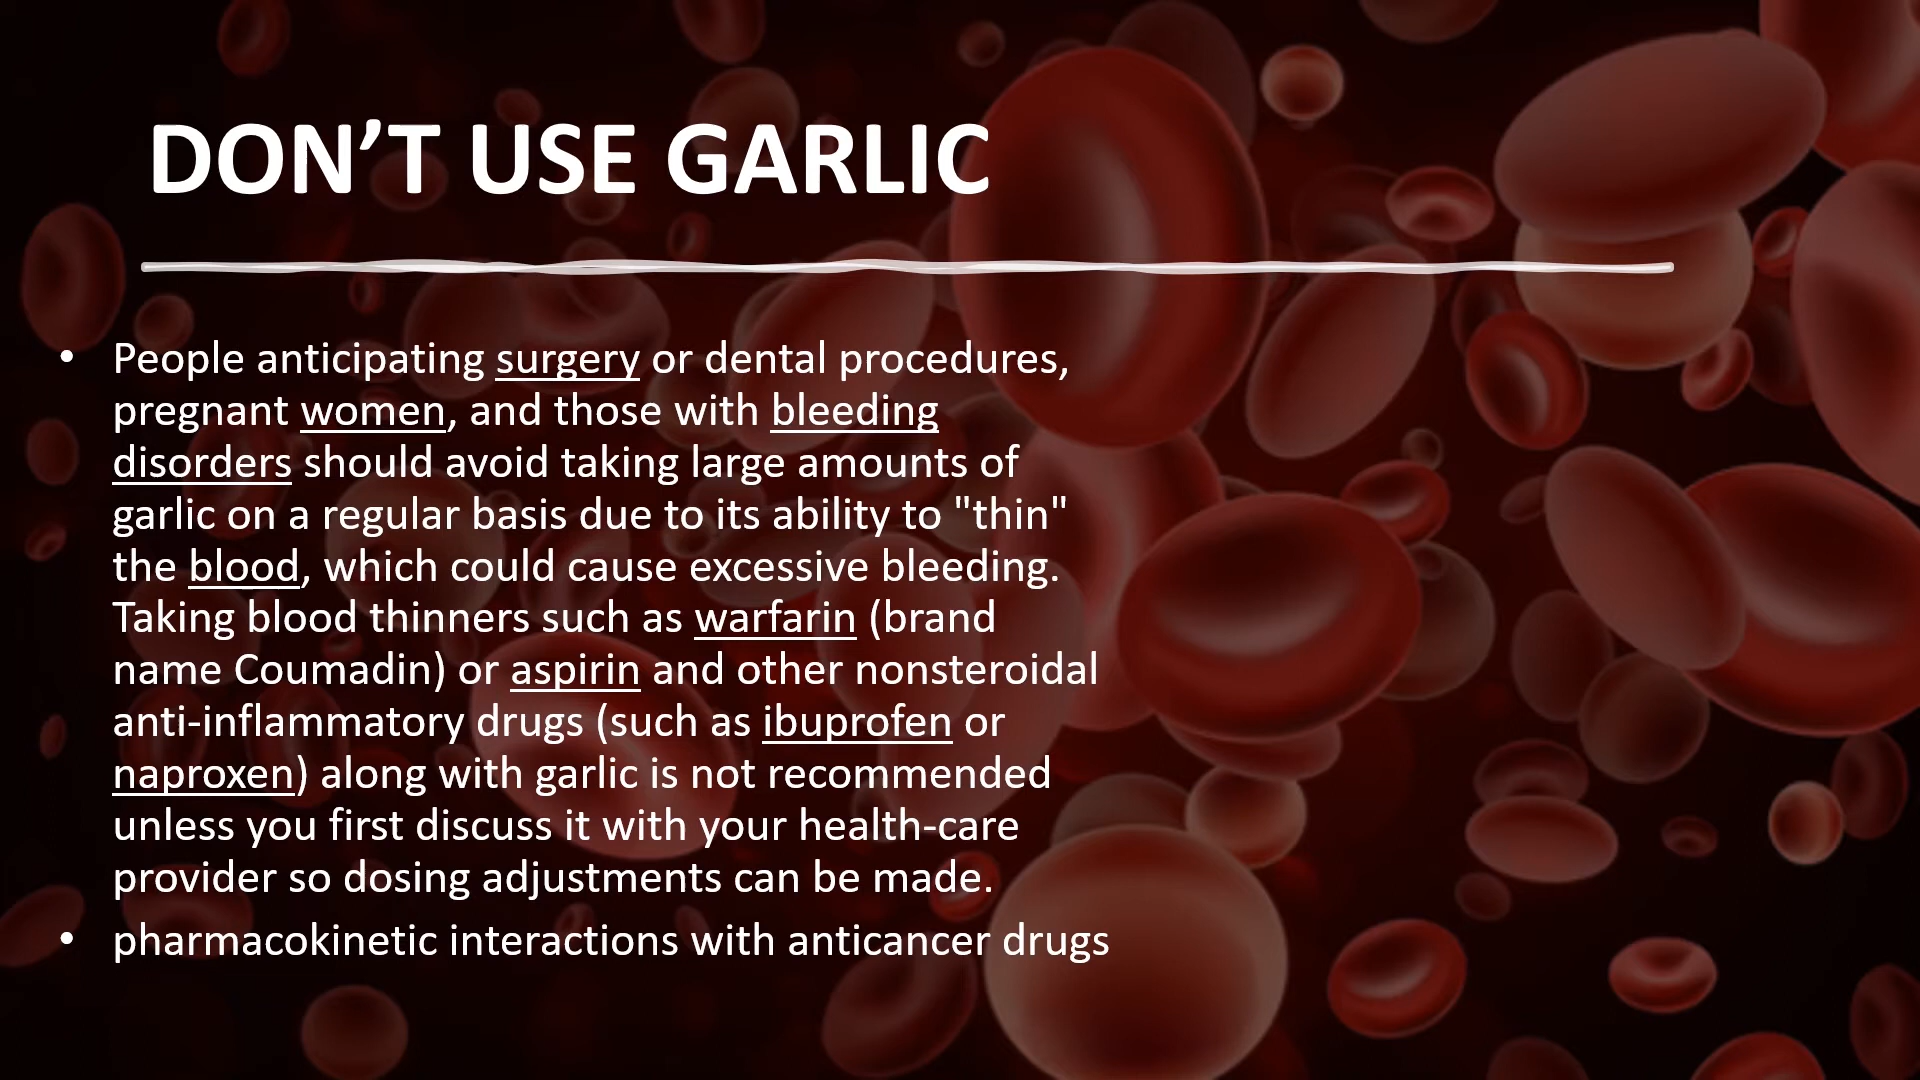 DON’T USE GARLIC
• People anticipating surgery or dental procedures,
pregnant women, and those with bleeding
disorders should avoid taking large amounts of
garlic on a regular basis due to its ability to "thin"
the blood, which could cause excessive bleeding.
Taking blood thinners such as warfarin (brand
name Coumadin) or aspirin and other nonsteroidal
anti-inflammatory drugs (such as ibuprofen or
naproxen) along with garlic is not recommended
unless you first discuss it with your health-care
provider so dosing adjustments can be made.
• pharmacokinetic interactions with anticancer drugs